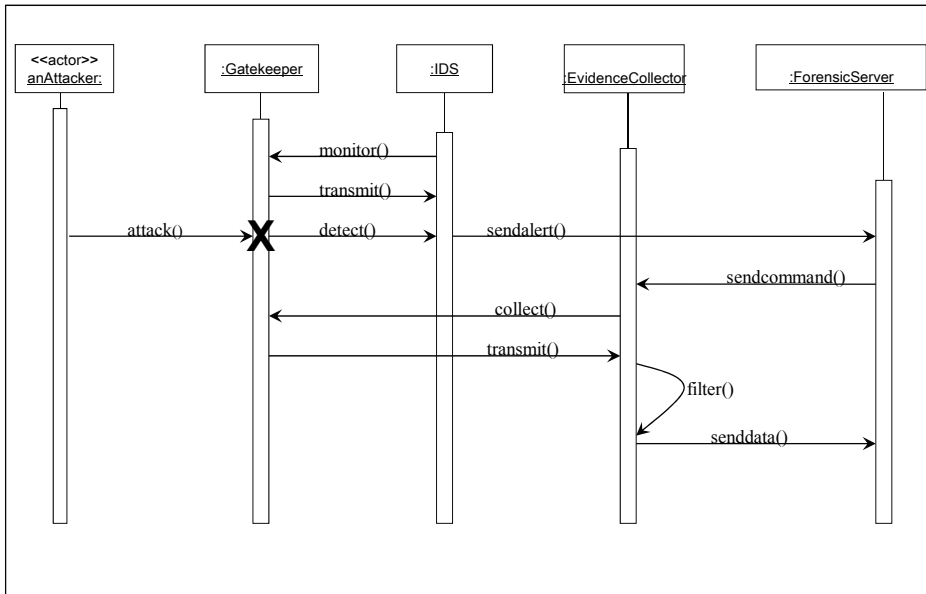 <<actor>>
anAttacker:
:Gatekeeper
:IDS
:EvidenceCollector
:ForensicServer
monitor()
transmit()
attack()
X
detect()
sendalert()
sendcommand()
collect()
transmit()
filter()
senddata()